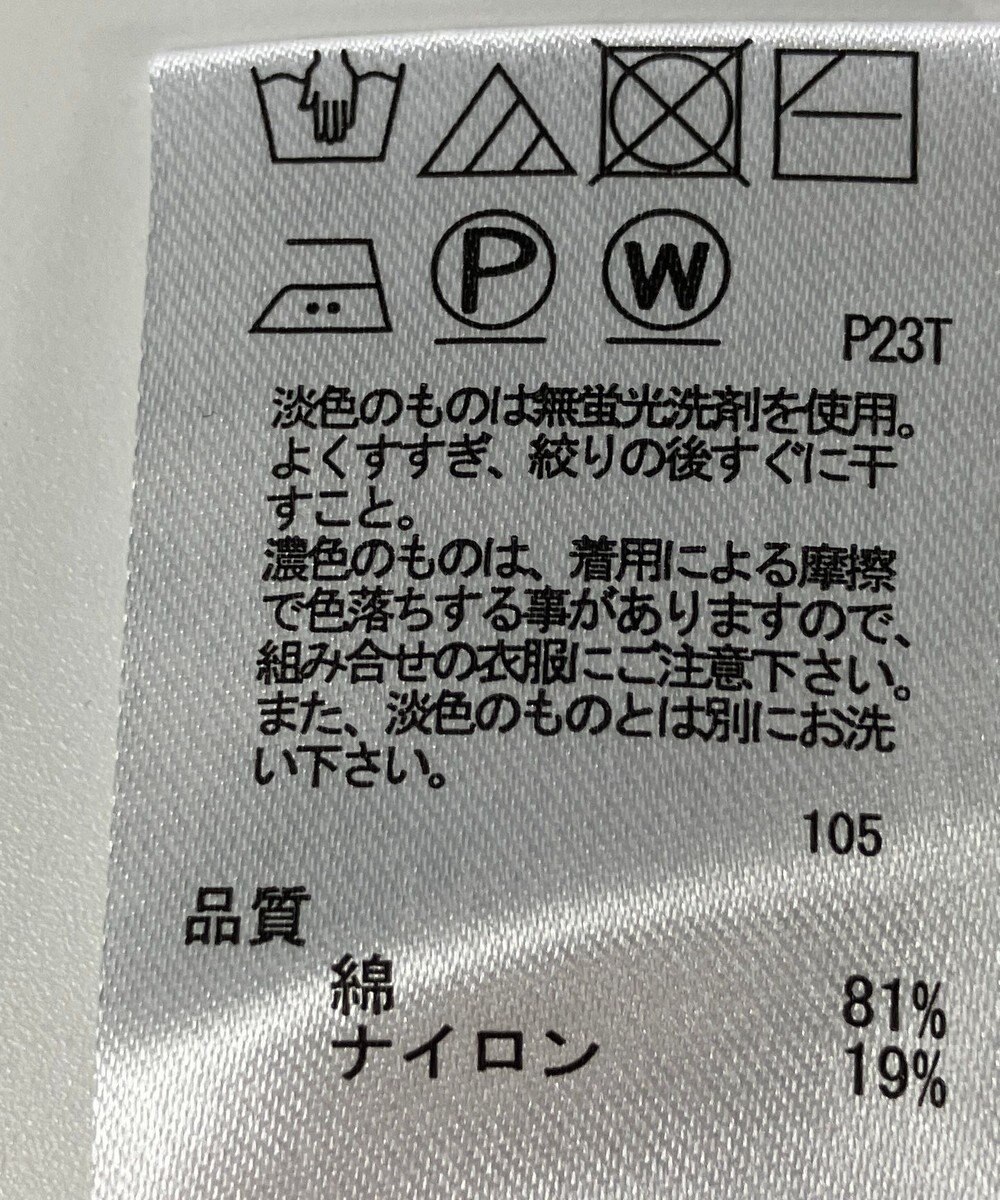 P
W
P23T
淡色のものは無蛍光洗剤を使用。
よくすすぎ、絞りの後すぐに干
すこと。
濃色のものは、着用による摩擦
で色落ちする事がありますので、
組み合せの衣服にご注意下さい。
また、淡色のものとは別にお洗
い下さい。
105
品質
綿 81%
ナイロン 19%